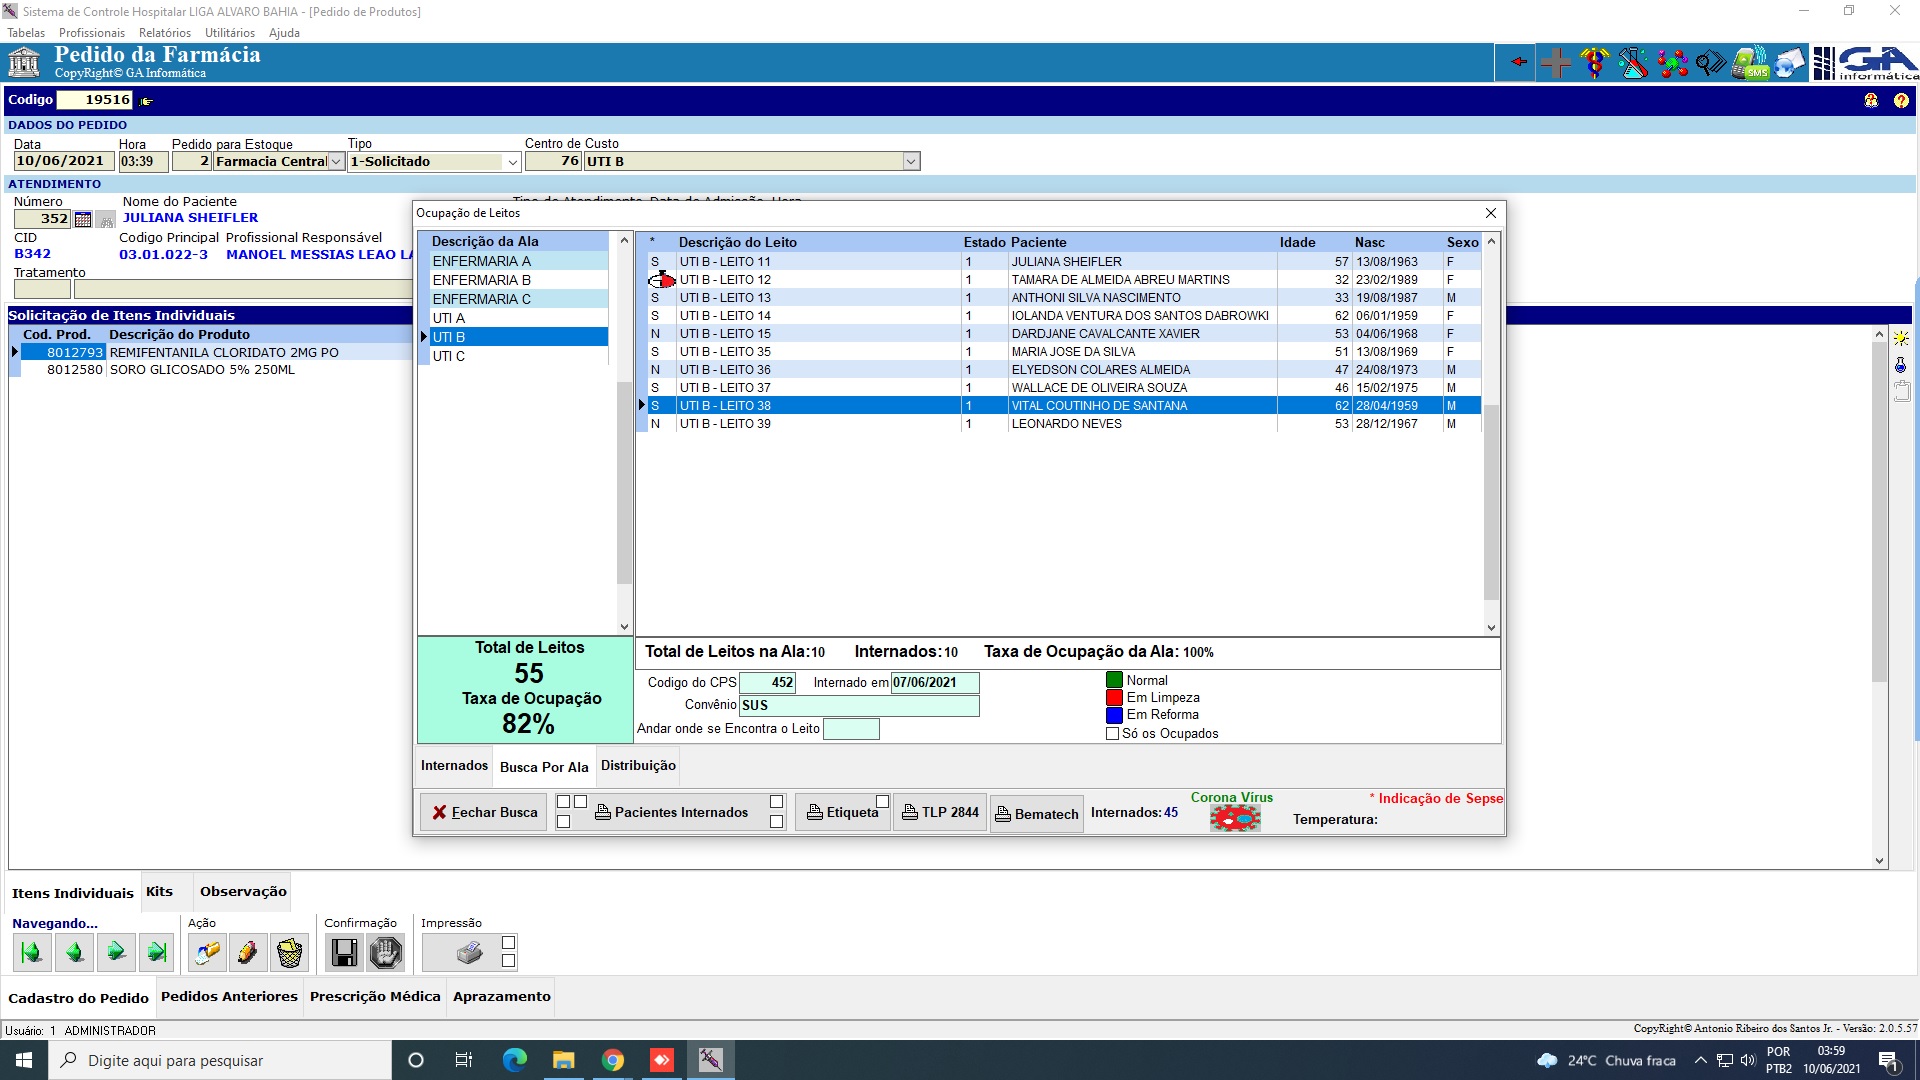 Sistema de Controle Hospitalar LIGA ALVARO BAHIA - [Pedido de Produtos]
Tabelas Profissionais Relatórios Utilitários Ajuda
Pedido da Farmácia
CopyRight© GA Informática
SMS
GA informática
Codigo 19516
DADOS DO PEDIDO
Data Hora Pedido para Estoque Tipo Centro de Custo
10/06/2021 03:39 2 Farmacia Central 1-Solicitado 76 UTI B
ATENDIMENTO
Número Nome do Paciente Tipo de Atendimento Data de Admissão Hora
352 JULIANA SHEIFLER
CID Codigo Principal Profissional Responsável
B342 03.01.022-3 MANOEL MESSIAS LEAO LA
Tratamento
Solicitação de Itens Individuais
Cod. Prod. Descrição do Produto
8012793 REMIFENTANILA CLORIDATO 2MG PO
8012580 SORO GLICOSADO 5% 250ML
Ocupação de Leitos
Descrição da Ala
ENFERMARIA A
ENFERMARIA B
ENFERMARIA C
UTI A
UTI B
UTI C
* Descrição do Leito Estado Paciente Idade Nasc Sexo
S UTI B - LEITO 11 1 JULIANA SHEIFLER 57 13/08/1963 F
UTI B - LEITO 12 1 TAMARA DE ALMEIDA ABREU MARTINS 32 23/02/1989 F
S UTI B - LEITO 13 1 ANTHONI SILVA NASCIMENTO 33 19/08/1987 M
S UTI B - LEITO 14 1 IOLANDA VENTURA DOS SANTOS DABROWKI 62 06/01/1959 F
N UTI B - LEITO 15 1 DARDJANE CAVALCANTE XAVIER 53 04/06/1968 F
S UTI B - LEITO 35 1 MARIA JOSE DA SILVA 51 13/08/1969 F
N UTI B - LEITO 36 1 ELYEDSON COLARES ALMEIDA 47 24/08/1973 M
S UTI B - LEITO 37 1 WALLACE DE OLIVEIRA SOUZA 46 15/02/1975 M
S UTI B - LEITO 38 1 VITAL COUTINHO DE SANTANA 62 28/04/1959 M
N UTI B - LEITO 39 1 LEONARDO NEVES 53 28/12/1967 M
Total de Leitos
55
Taxa de Ocupação
82%
Total de Leitos na Ala:10 Internados:10 Taxa de Ocupação da Ala: 100%
Codigo do CPS 452 Internado em 07/06/2021
Convênio SUS
Andar onde se Encontra o Leito
Normal
Em Limpeza
Em Reforma
Só os Ocupados
Internados Busca Por Ala Distribuição
Fechar Busca Pacientes Internados Etiqueta TLP 2844 Bematech Internados: 45
Corona Vírus
* Indicação de Sepse
Temperatura:
Itens Individuais Kits Observação
Navegando... Ação Confirmação Impressão
Cadastro do Pedido Pedidos Anteriores Prescrição Médica Aprazamento
Usuário: 1 ADMINISTRADOR
CopyRight© Antonio Ribeiro dos Santos Jr. - Versão: 2.0.5.57
Digite aqui para pesquisar
24°C Chuva fraca
POR
PTB2
03:59
10/06/2021
1